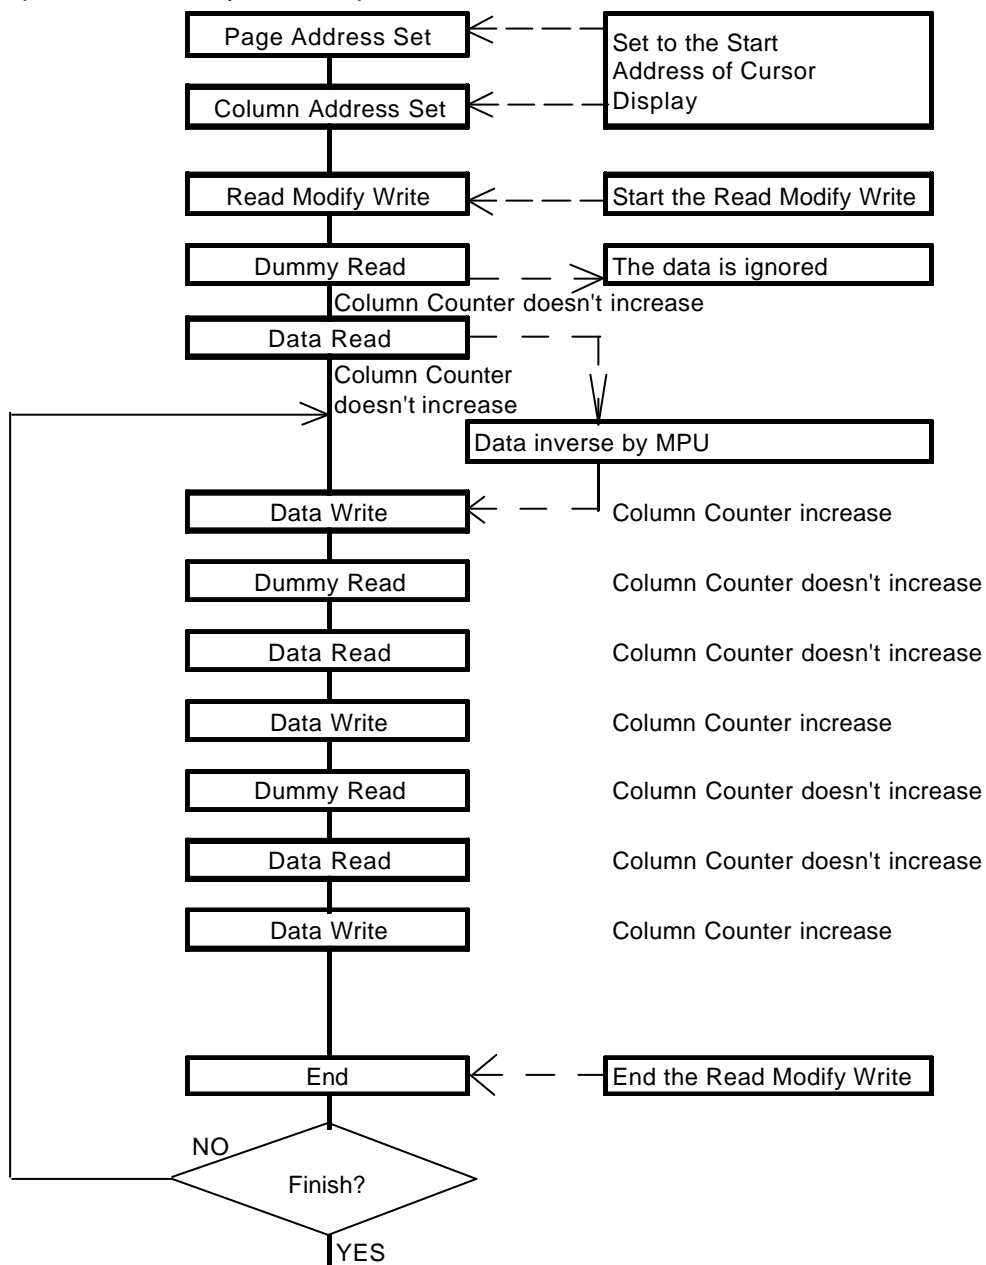 Page Address Set
Set to the Start
Address of Cursor
Display
Column Address Set
Read Modify Write
Start the Read Modify Write
Dummy Read
The data is ignored
Column Counter doesn't increase
Data Read
Column Counter
doesn't increase
Data inverse by MPU
Data Write
Column Counter increase
Dummy Read
Column Counter doesn't increase
Data Read
Column Counter doesn't increase
Data Write
Column Counter increase
Dummy Read
Column Counter doesn't increase
Data Read
Column Counter doesn't increase
Data Write
Column Counter increase
End
End the Read Modify Write
NO
Finish?
YES